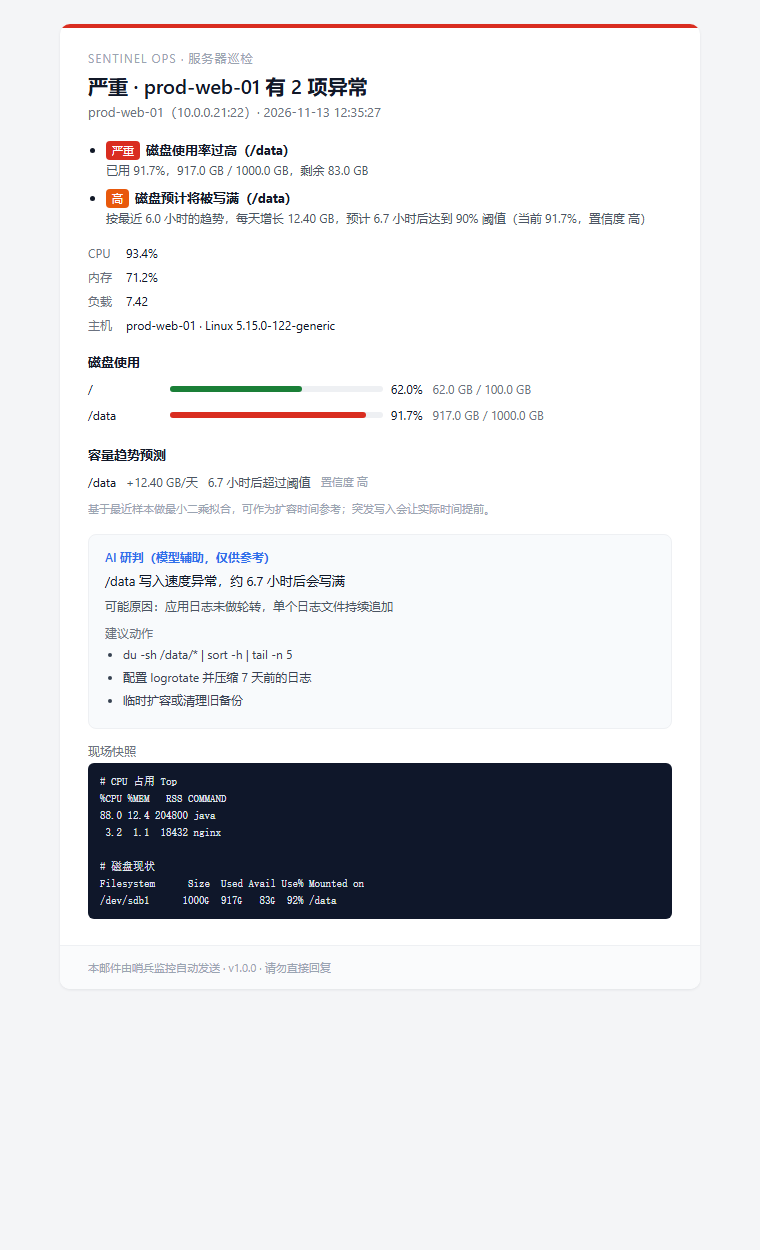 SENTINEL OPS · 服务器巡检
严重 · prod-web-01 有 2 项异常
prod-web-01（10.0.0.21:22）· 2026-11-13 12:35:27
严重 磁盘使用率过高（/data）
已用 91.7%，917.0 GB / 1000.0 GB，剩余 83.0 GB
高 磁盘预计将被写满（/data）
按最近 6.0 小时的趋势，每天增长 12.40 GB，预计 6.7 小时后达到 90% 阈值（当前 91.7%，置信度 高）
CPU 93.4%
内存 71.2%
负载 7.42
主机 prod-web-01 · Linux 5.15.0-122-generic
磁盘使用
/ 62.0% 62.0 GB / 100.0 GB
/data 91.7% 917.0 GB / 1000.0 GB
容量趋势预测
/data +12.40 GB/天 6.7 小时后超过阈值 置信度 高
基于最近样本做最小二乘拟合，可作为扩容时间参考；突发写入会让实际时间提前。
AI 研判（模型辅助，仅供参考）
/data 写入速度异常，约 6.7 小时后会写满
可能原因：应用日志未做轮转，单个日志文件持续追加
建议动作
du -sh /data/* | sort -h | tail -n 5
配置 logrotate 并压缩 7 天前的日志
临时扩容或清理旧备份
现场快照
# CPU 占用 Top
%CPU %MEM   RSS COMMAND
88.0 12.4 204800 java
 3.2  1.1  18432 nginx
# 磁盘现状
Filesystem      Size  Used Avail Use% Mounted on
/dev/sdb1      1000G  917G   83G  92% /data
本邮件由哨兵监控自动发送 · v1.0.0 · 请勿直接回复